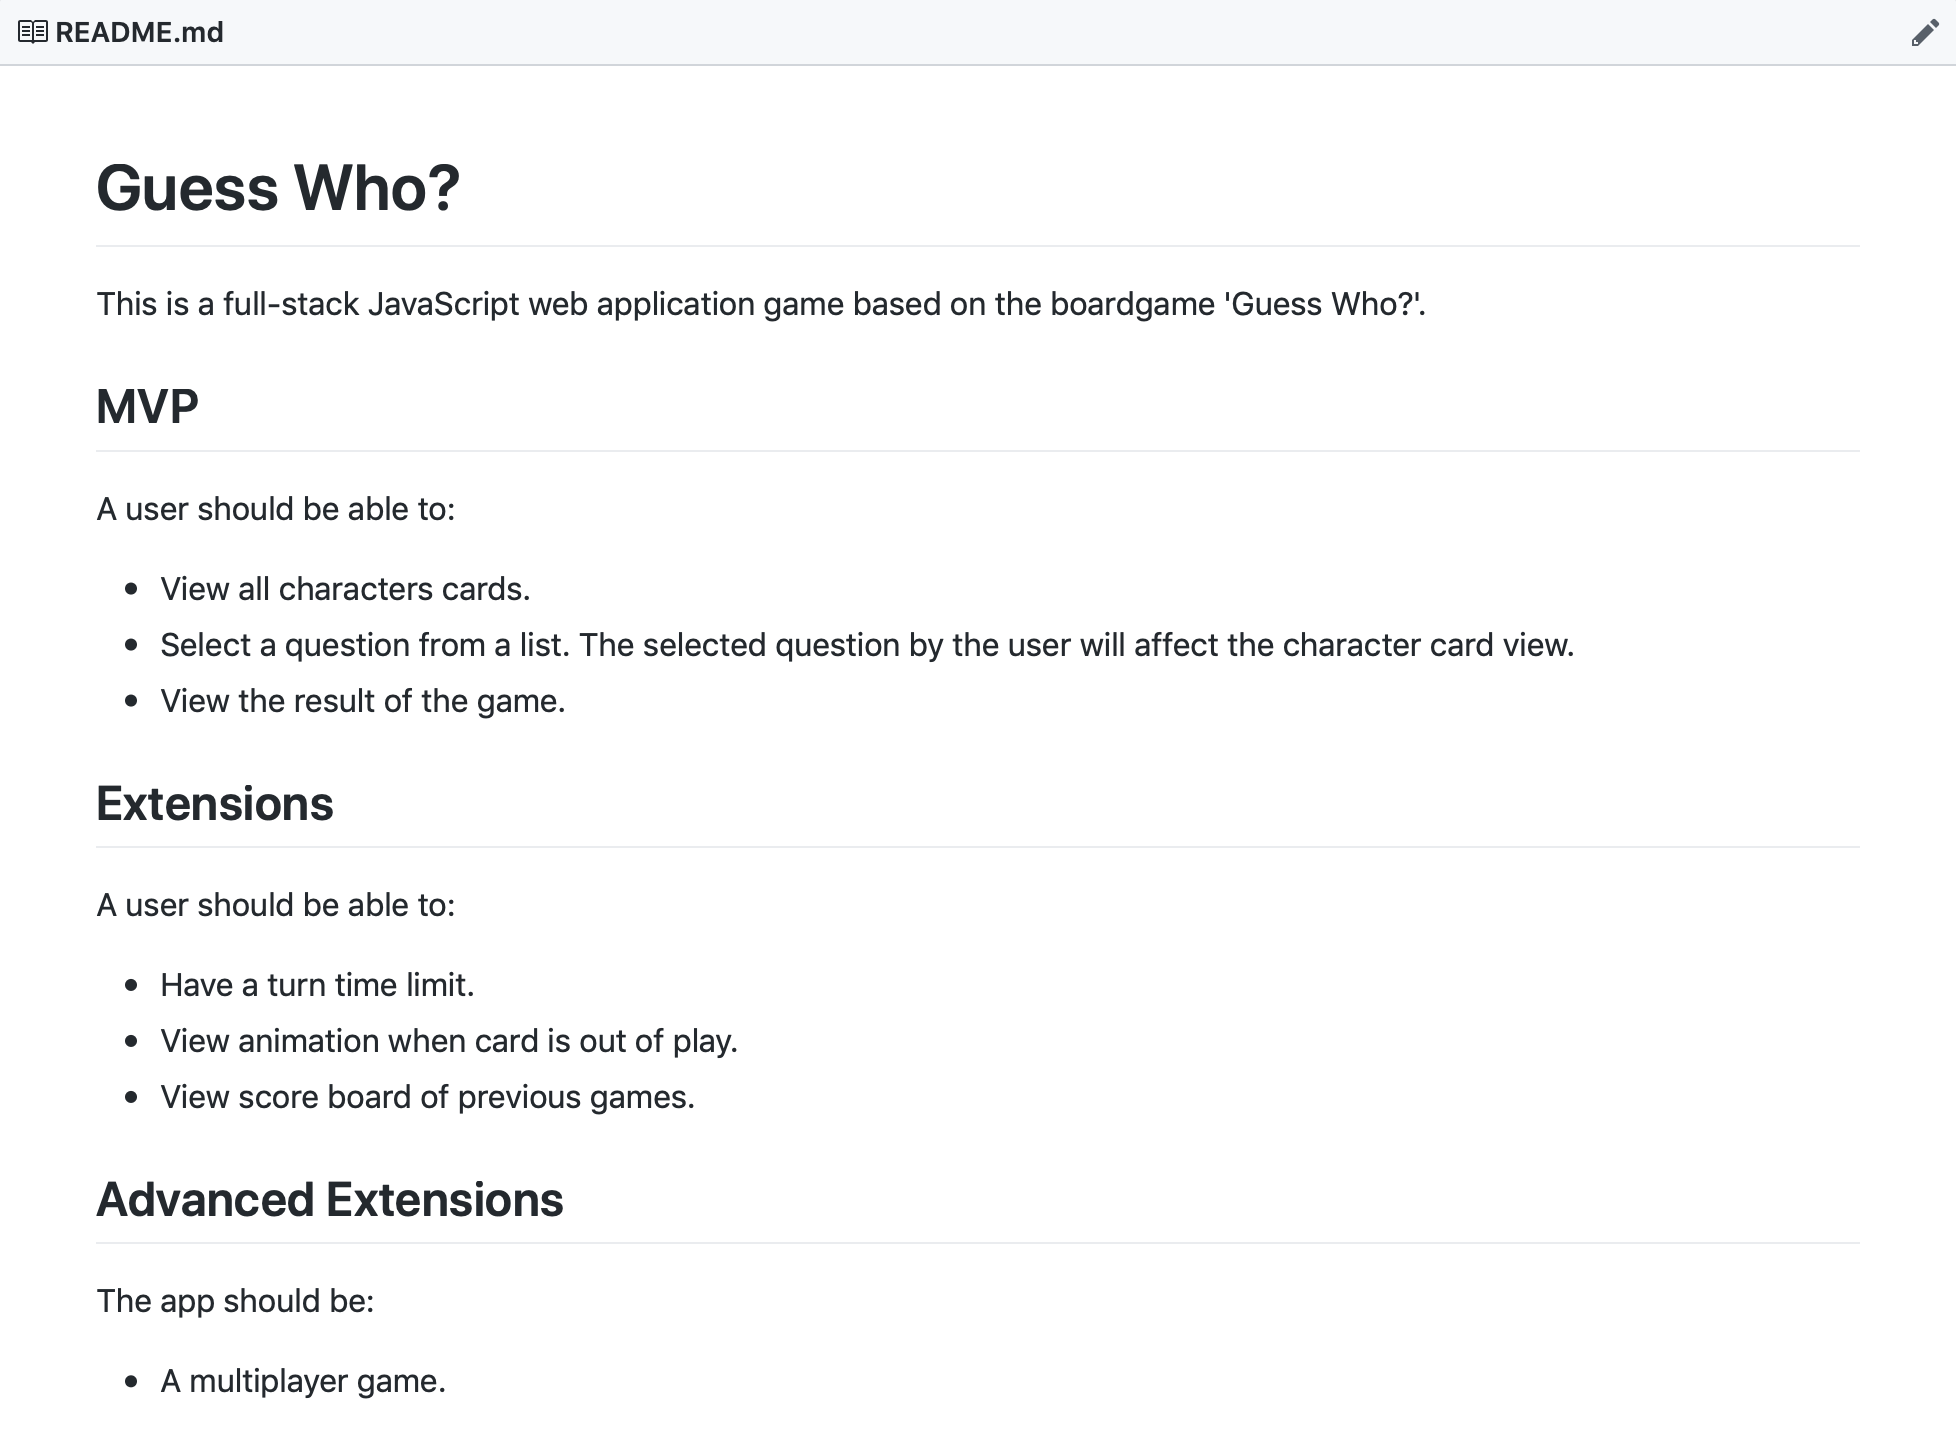 README.md
Guess Who?
This is a full-stack JavaScript web application game based on the boardgame 'Guess Who?'.
MVP
A user should be able to:
View all characters cards.
Select a question from a list. The selected question by the user will affect the character card view.
View the result of the game.
Extensions
A user should be able to:
Have a turn time limit.
View animation when card is out of play.
View score board of previous games.
Advanced Extensions
The app should be:
A multiplayer game.